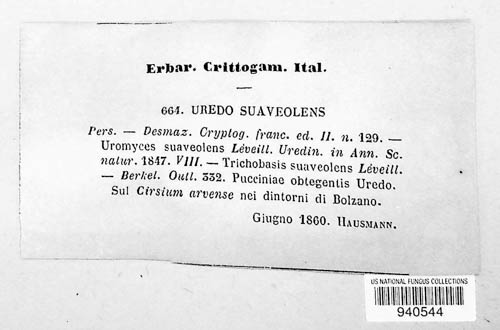 Erbar. Crittogam. Ital.
664. UREDO SUAVEOLENS
Pers. — Desmaz. Cryptog. franc. ed. II. n. 129. —
Uromyces suaveolens Léveill. Uredin. in Ann. Sc.
natur. 1847. VIII. — Trichobasis suaveolens Léveill.
— Berkel. Outl. 332. Pucciniae obtegentis Uredo.
Sul Cirsium arvense nei dintorni di Bolzano.
Giugno 1860. HAUSMANN.
US NATIONAL FUNGUS COLLECTIONS
940544